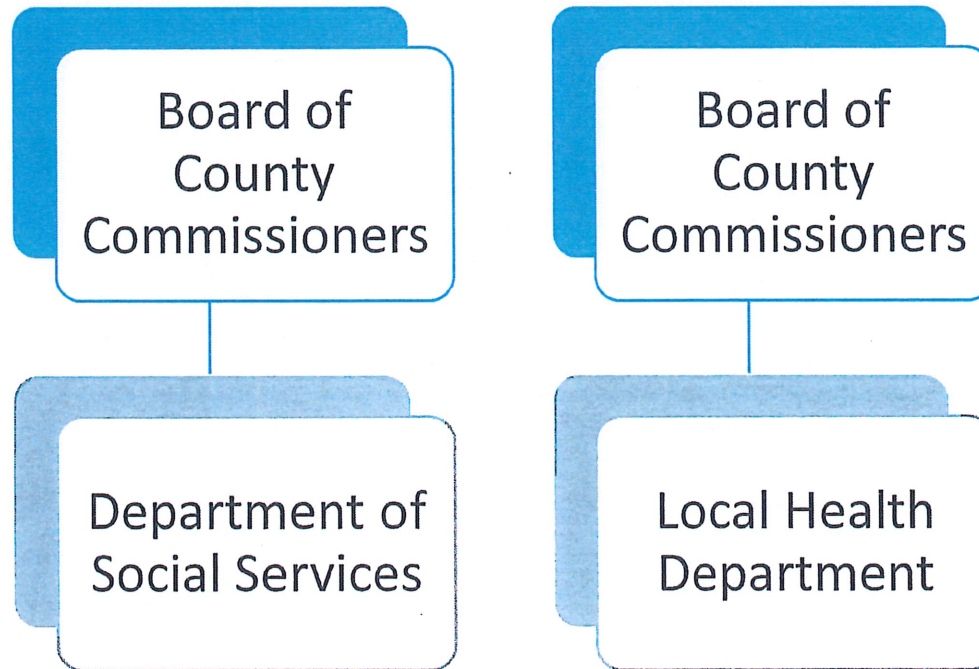 Board of
County
Commissioners
Department of
Social Services
Board of
County
Commissioners
Local Health
Department